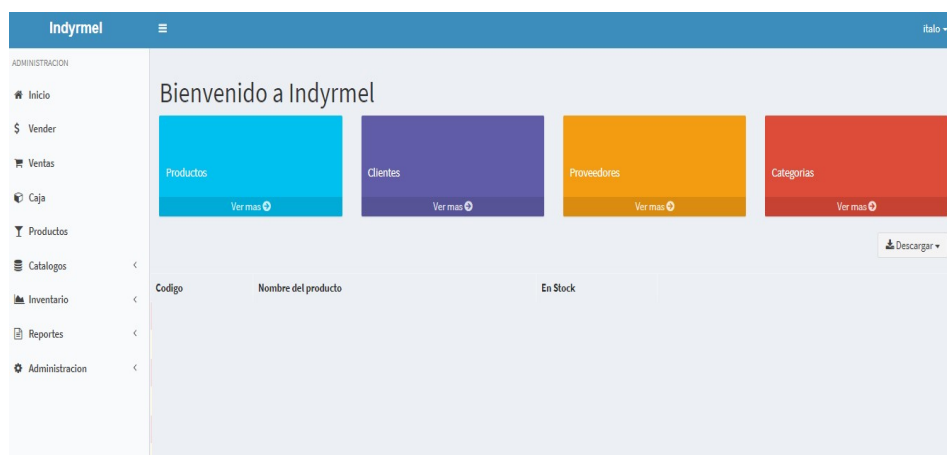 Indyrmel
italo
ADMINISTRACION
Inicio
Vender
Ventas
Caja
Productos
Catalogos
Inventario
Reportes
Administracion
Bienvenido a Indyrmel
Productos
Ver mas
Clientes
Ver mas
Proveedores
Ver mas
Categorias
Ver mas
Descargar
Codigo Nombre del producto En Stock